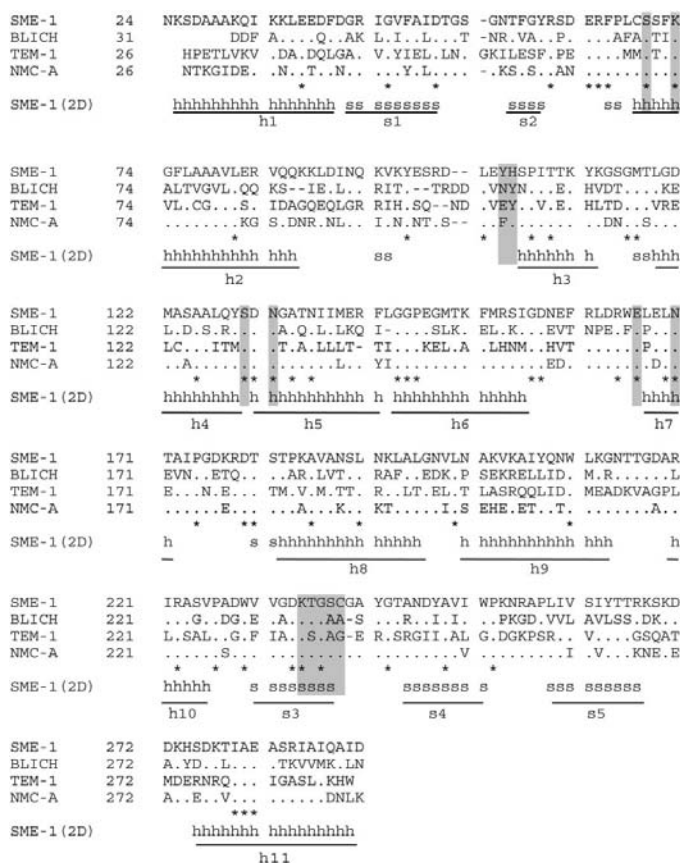 SME-1 24 NKSDAAAKQI KKLEEDFDGR IGVFAIDTGS -GNTFGYRSD ERFPLCSSFK
BLICH 31 DDFA ....Q..AK L.I..L...T- NR.VA..P.. ...AFA.TI.
TEM-1 26 HPETLVKV .DA.DQLGA. V.YIEL.LN. GKILESF.PE ....MM.T..
NMC-A 26 NTKGIDE... .N..T..N.. ...Y.L.... -KS.S..AN. ..........
* * * * *** * *
SME-1(2D) hhhhhhhhh hhhhhhh ss sssssss ssss ss hhhhh
h1 s1 s2
SME-1 74 GFLAAAVLER VQQKKLDINQ KVKYESRD-- LEYHSPITTK YKGSGMTLGD
BLICH 74 ALTVGVL.QQ KS--IE.L.. RIT.-TRDD. .VNYN...E. HVDT....KE
TEM-1 74 VL.CG...S. IDAGQEQLGR RIH.SQ--ND .VEY..V.E. HLTD...VRE
NMC-A 74 ........KG S.DNR.NL.. I.N.NT.S-- ..F....... ....DN..S.
* * * * * **
SME-1(2D) hhhhhhhhhh hhh ss hhhhhh h sshhh
h2 h3
SME-1 122 MASAALQYSD NGATNIIMER FLGGPEGMTK FMRSIGDNEF RLDRWELELN
BLICH 122 L.D.S.R... .A.Q.L.LKQ I-....SLK. EL.K...EVT NPE.F.P...
TEM-1 122 LC...ITM.. .T.A.LLLT- TI....KEL.A .LHNM..HVT. .....P...
NMC-A 122 ..A....... .......L.. YI........ .......ED. .....L D..
* ** * * * **** ** * * **
SME-1(2D) hhhhhhhhh h hhhhhhhh h hhhhhhhhhh hhhh hhhh
h4 h5 h6 h7
SME-1 171 TAIPGDKRDT STPKAVANSL NKLALGNVLN AKVKAIYQNW LKGNTTGDAR
BLICH 171 EVN...ETQ. ...AR.LVT. .RAF..EDK.P SEKRELLID. M.R.....L.
TEM-1 171 E...N.E... TM.V.M.TT. R..LT.EL.T LASRQQLID. MEADKVAGPL
NMC-A 171 .....E.... ...A...K.. KT....I.S EHE.ET..T. .......A..
* ** * * * *
SME-1(2D) h s s shhhhhhhhh hhhhh h hhhhhhhhh hhh h
h8 h9
SME-1 221 IRASVPADWV VGDKTGSCGA YGTANDYAVI WPKNRAPLIV SIYTTRKSKD
BLICH 221 .G..DG.E.. .A....AA-S ..R..I.I.. .PKGD.VVL AVLSS.DK..
TEM-1 221 L.SAL..G.F IA..S.AG-E R.SRGII.AL G.DGKPSR.. V....GSQAT
NMC-A 221 ....S..... .......... ........V. .......I. V..KNE.E
* * * ** * * * *
SME-1(2D) hhhhh s ssssssss sssssss s sss ssssss
h10 s3 s4 s5
SME-1 272 DKHSDKTIAE ASRIAIQAID
BLICH 272 A.YD..L... .TKVVMK.LN
TEM-1 272 MDERNRQ... IGASL.KHW
NMC-A 272 A..E..V... ......DNLK
***
SME-1(2D) hhhhhhh hhhhhhhhh
h11